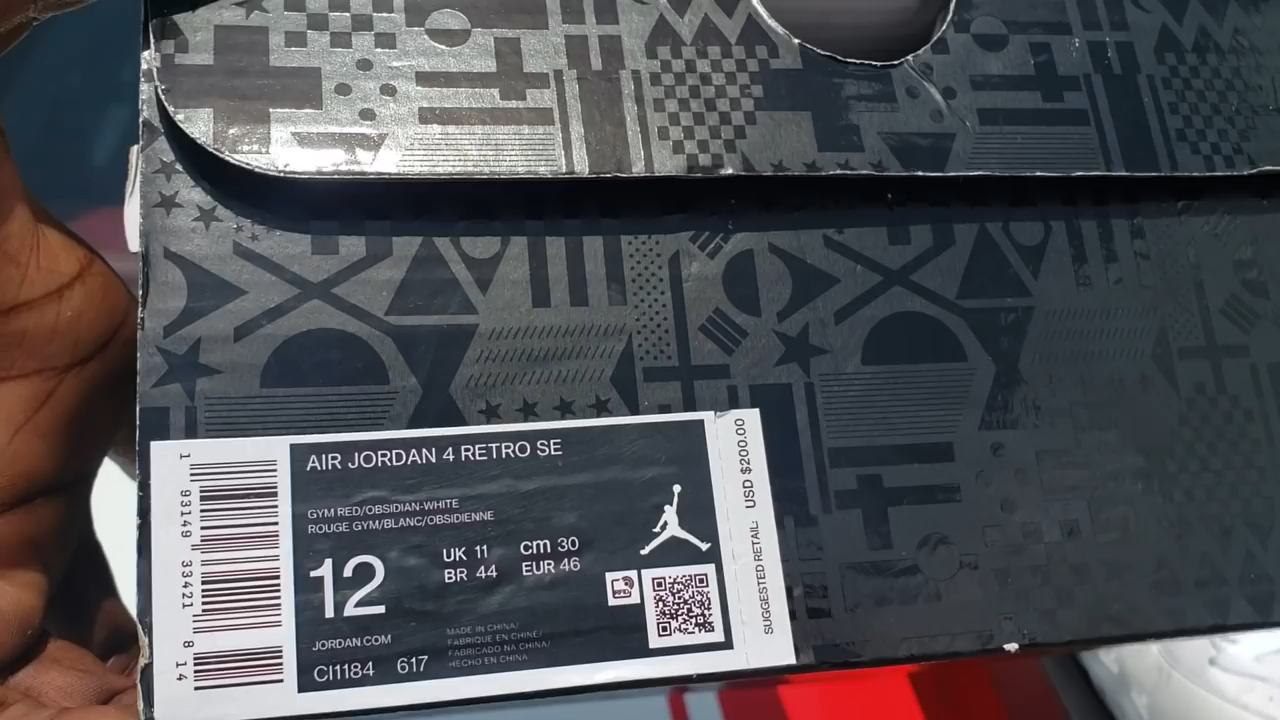 AIR JORDAN 4 RETRO SE
GYM RED/OBSIDIAN-WHITE
ROUGE GYM/BLANC/OBSIDIENNE
12
UK 11 cm 30
BR 44 EUR 46
JORDAN.COM
CI1184 617
MADE IN CHINA/
FABRIQUE EN CHINE/
FABRICADO NA CHINA/
HECHO EN CHINA
RFID
1 93149 33421 8 14
SUGGESTED RETAIL: USD $200.00